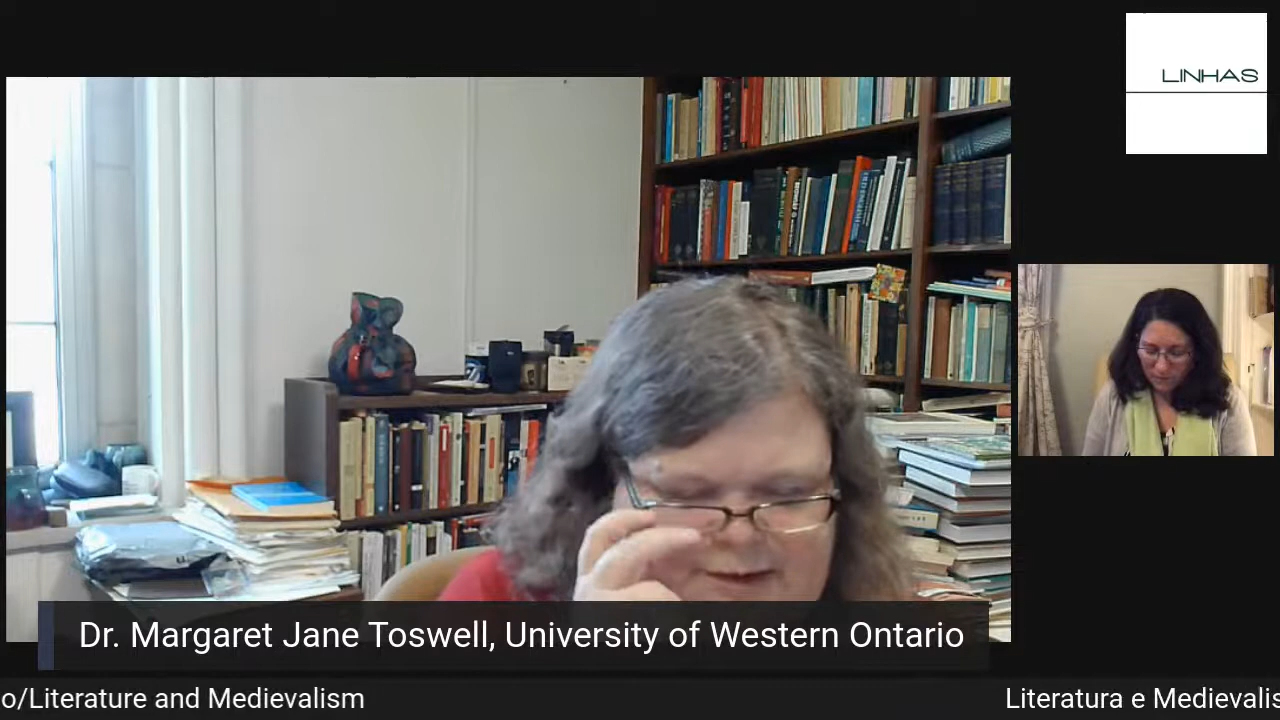 LINHAS
Dr. Margaret Jane Toswell, University of Western Ontario
o/Literature and Medievalism
Literatura e Medievalis